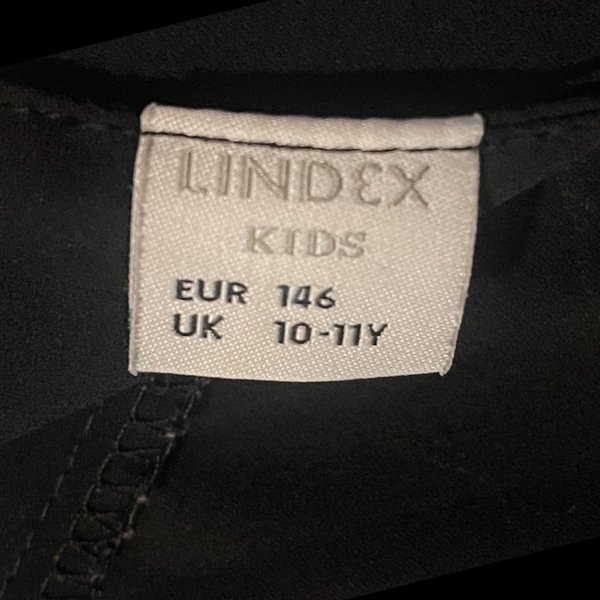 LINDEX
KIDS
EUR 146
UK 10-11Y